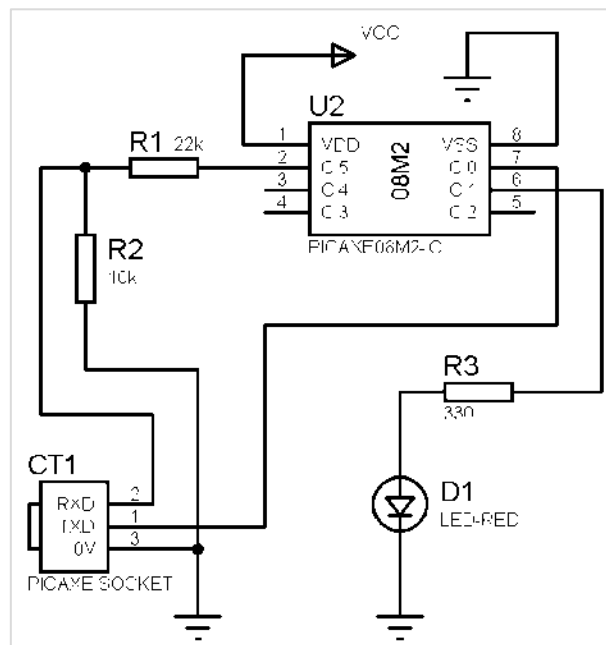 VCC
U2
R1 22k
1 VDD VSS 8
2 C.5 C.0 7
3 C.4 C.1 6
4 C.3 C.2 5
08M2
PICAXE08M2-C
R2
10k
R3
330
CT1
RXD 2
TXD 1
0V 3
PICAXE SOCKET
D1
LED-RED